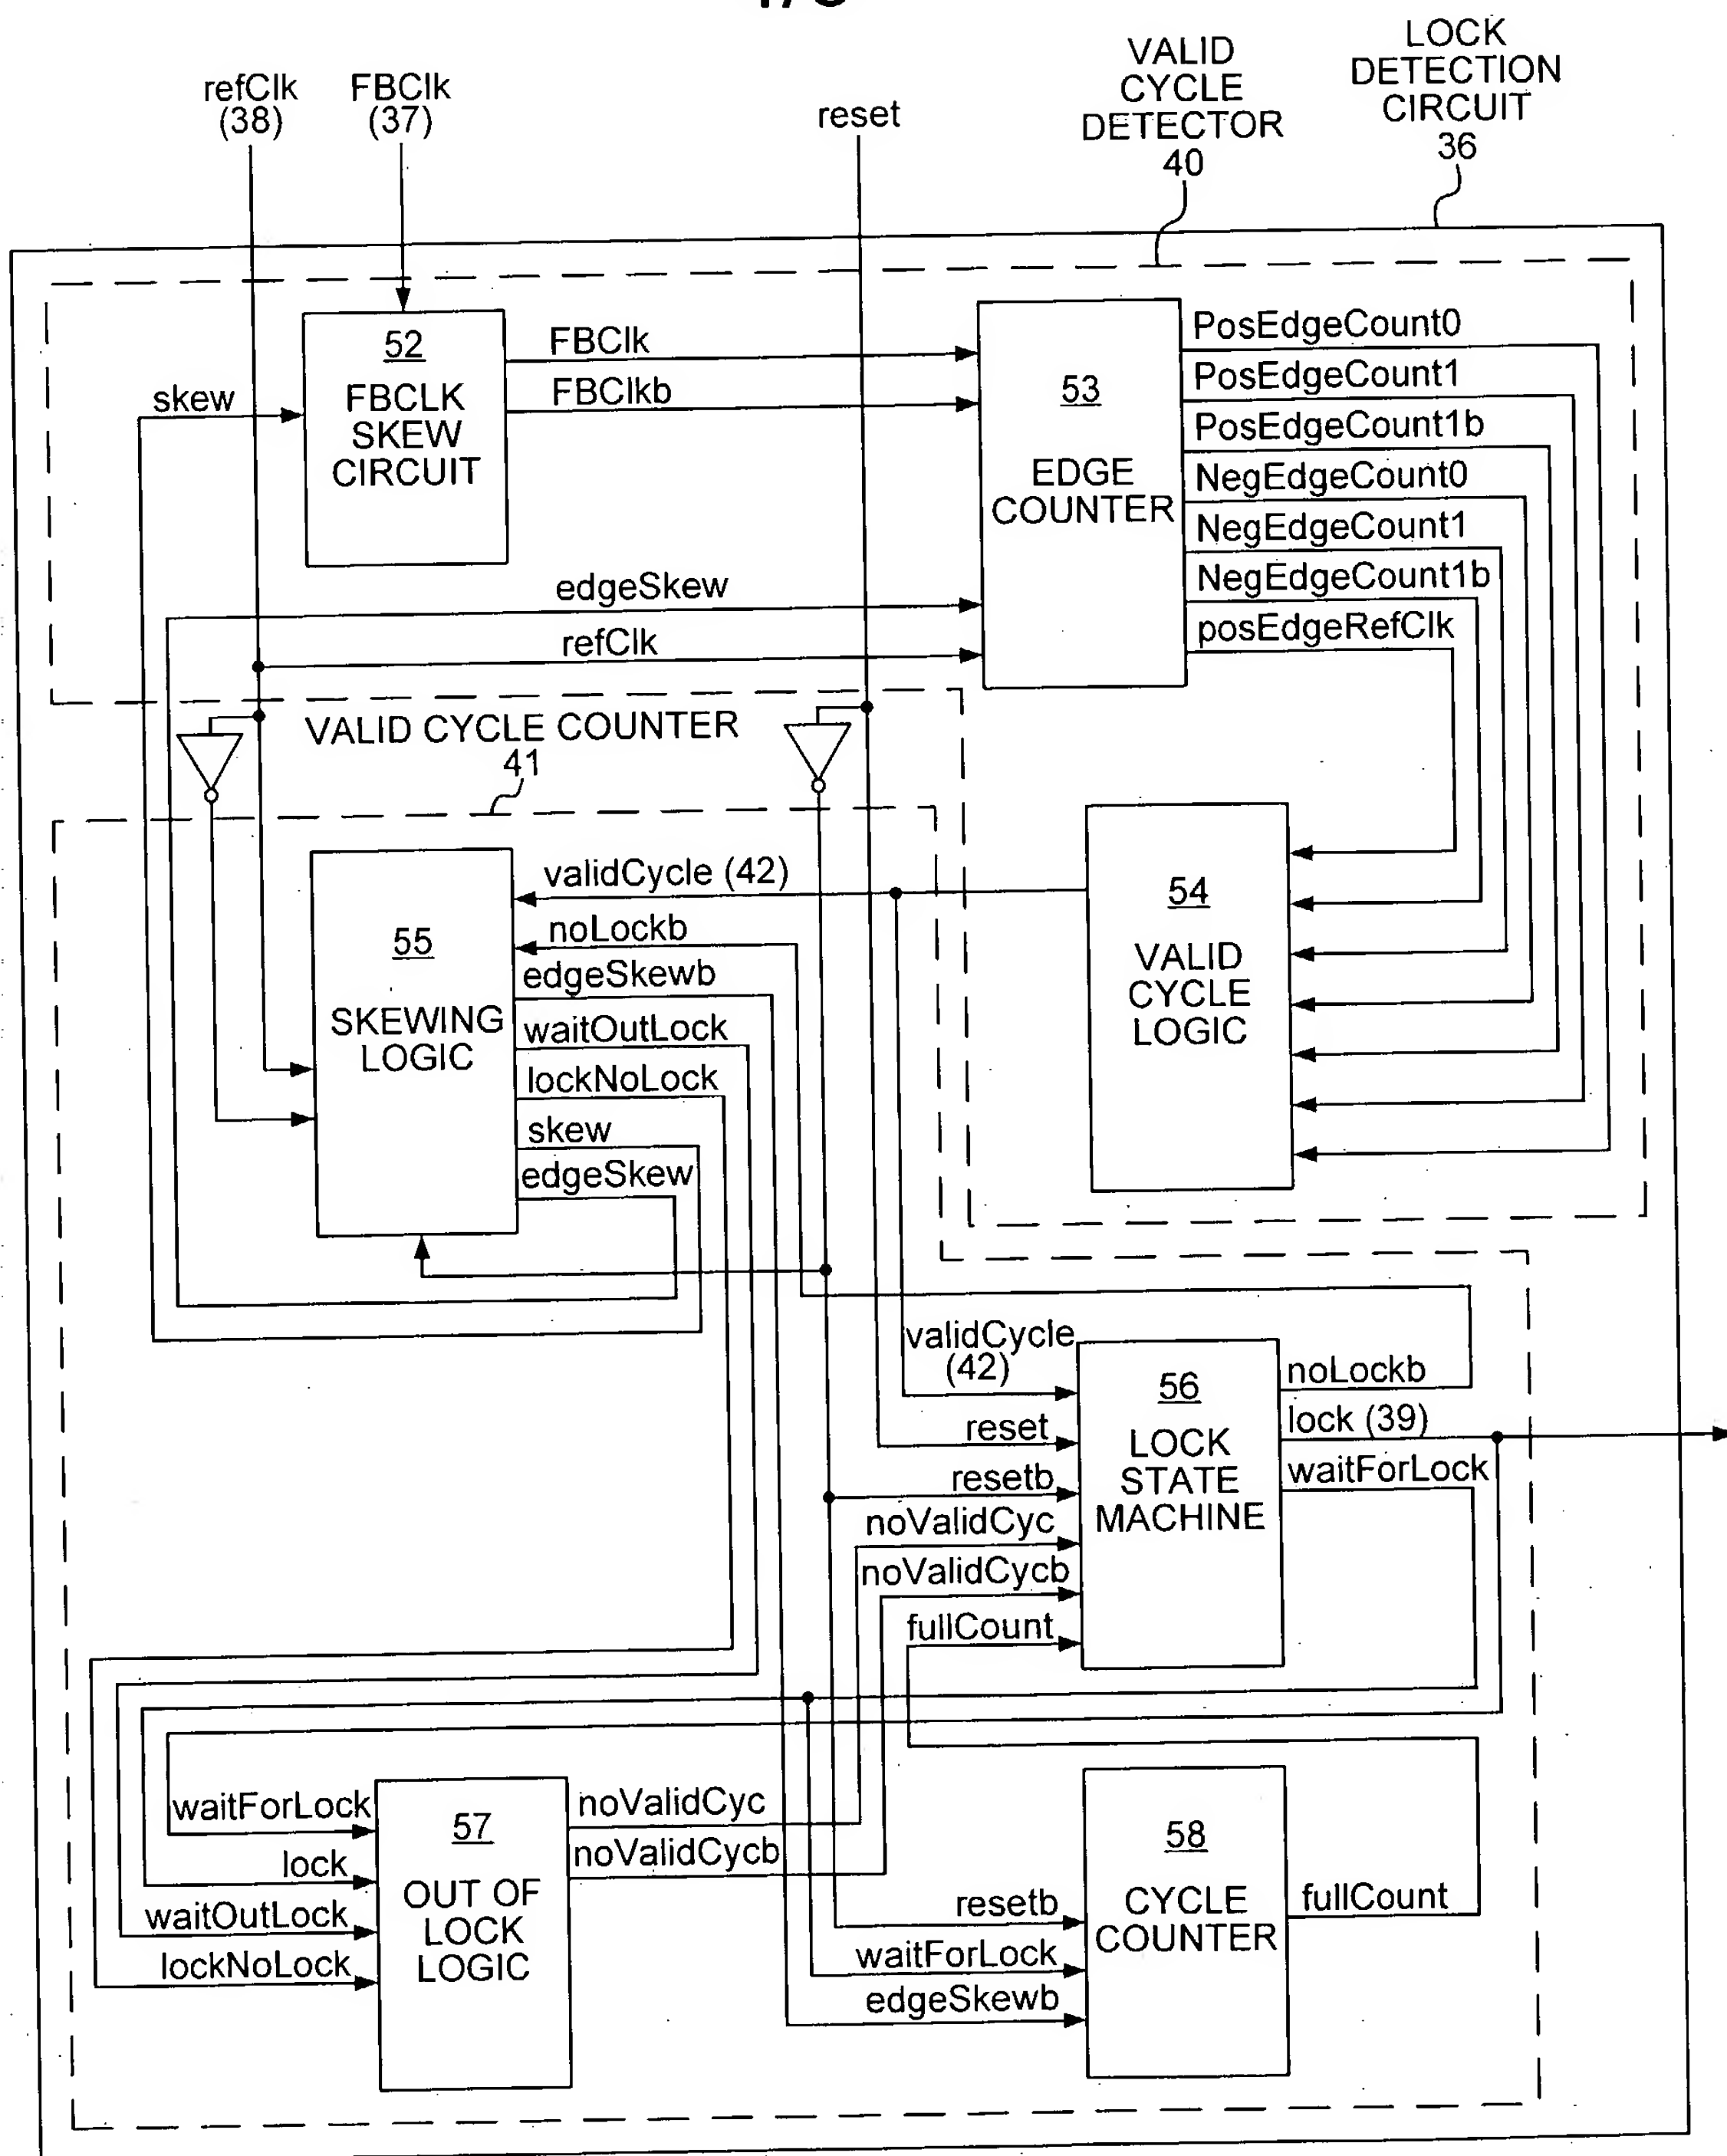 LOCK
DETECTION
CIRCUIT
36
VALID
CYCLE
DETECTOR
40
refClk
(38)
FBClk
(37)
reset
52
FBCLK
SKEW
CIRCUIT
skew
FBClk
FBClkb
edgeSkew
refClk
53
EDGE
COUNTER
PosEdgeCount0
PosEdgeCount1
PosEdgeCount1b
NegEdgeCount0
NegEdgeCount1
NegEdgeCount1b
posEdgeRefClk
VALID CYCLE COUNTER
41
55
SKEWING
LOGIC
validCycle (42)
noLockb
edgeSkewb
waitOutLock
lockNoLock
skew
edgeSkew
54
VALID
CYCLE
LOGIC
validCycle
(42)
reset
resetb
noValidCyc
noValidCycb
fullCount
56
LOCK
STATE
MACHINE
noLockb
lock (39)
waitForLock
waitForLock
lock
waitOutLock
lockNoLock
57
OUT OF
LOCK
LOGIC
noValidCyc
noValidCycb
resetb
waitForLock
edgeSkewb
58
CYCLE
COUNTER
fullCount